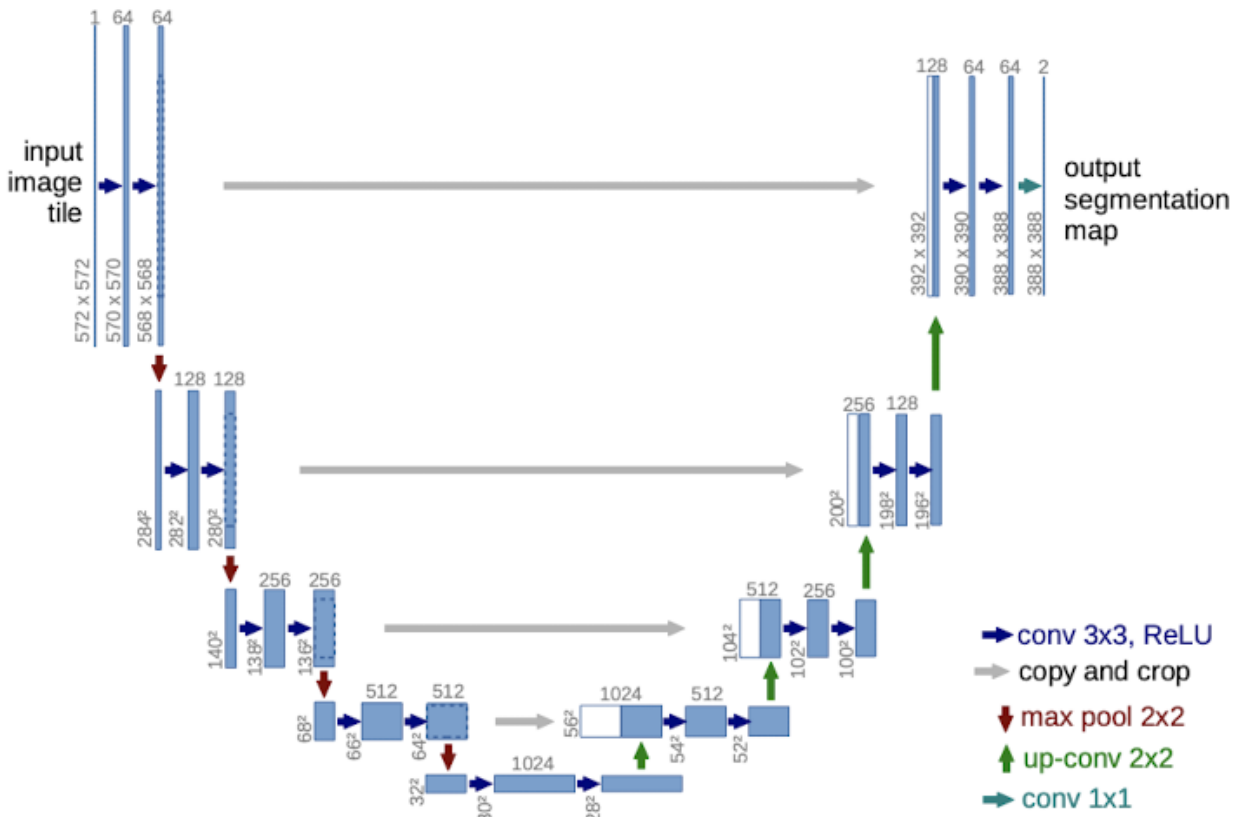 1 64 64
128 64 64 2
input
image
tile
output
segmentation
map
572 x 572
570 x 570
568 x 568
392 x 392
390 x 390
388 x 388
388 x 388
128 128
256 128
284²
282²
280²
200²
198²
196²
256 256
512 256
140²
138²
136²
104²
102²
100²
512 512
1024 512
68²
66²
64²
56²
54²
52²
1024
32²
30²
28²
conv 3x3, ReLU
copy and crop
max pool 2x2
up-conv 2x2
conv 1x1